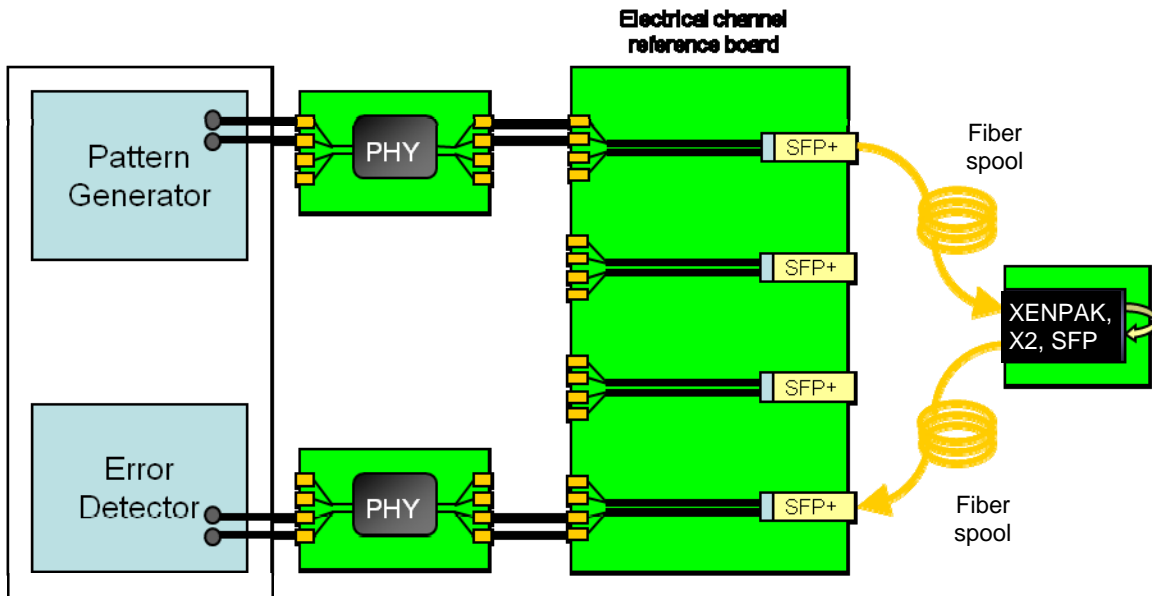 Electrical channel
reference board
Pattern
Generator
PHY
SFP+
Fiber
spool
SFP+
XENPAK,
X2, SFP
SFP+
Error
Detector
PHY
SFP+
Fiber
spool